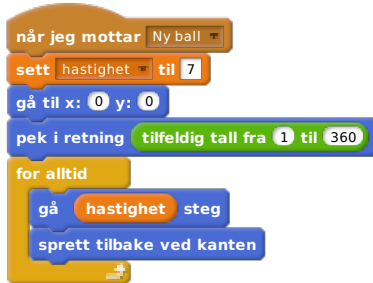 når jeg mottar Ny ball
sett hastighet til 7
gå til x: 0 y: 0
pek i retning tilfeldig tall fra 1 til 360
for alltid
gå hastighet steg
sprett tilbake ved kanten